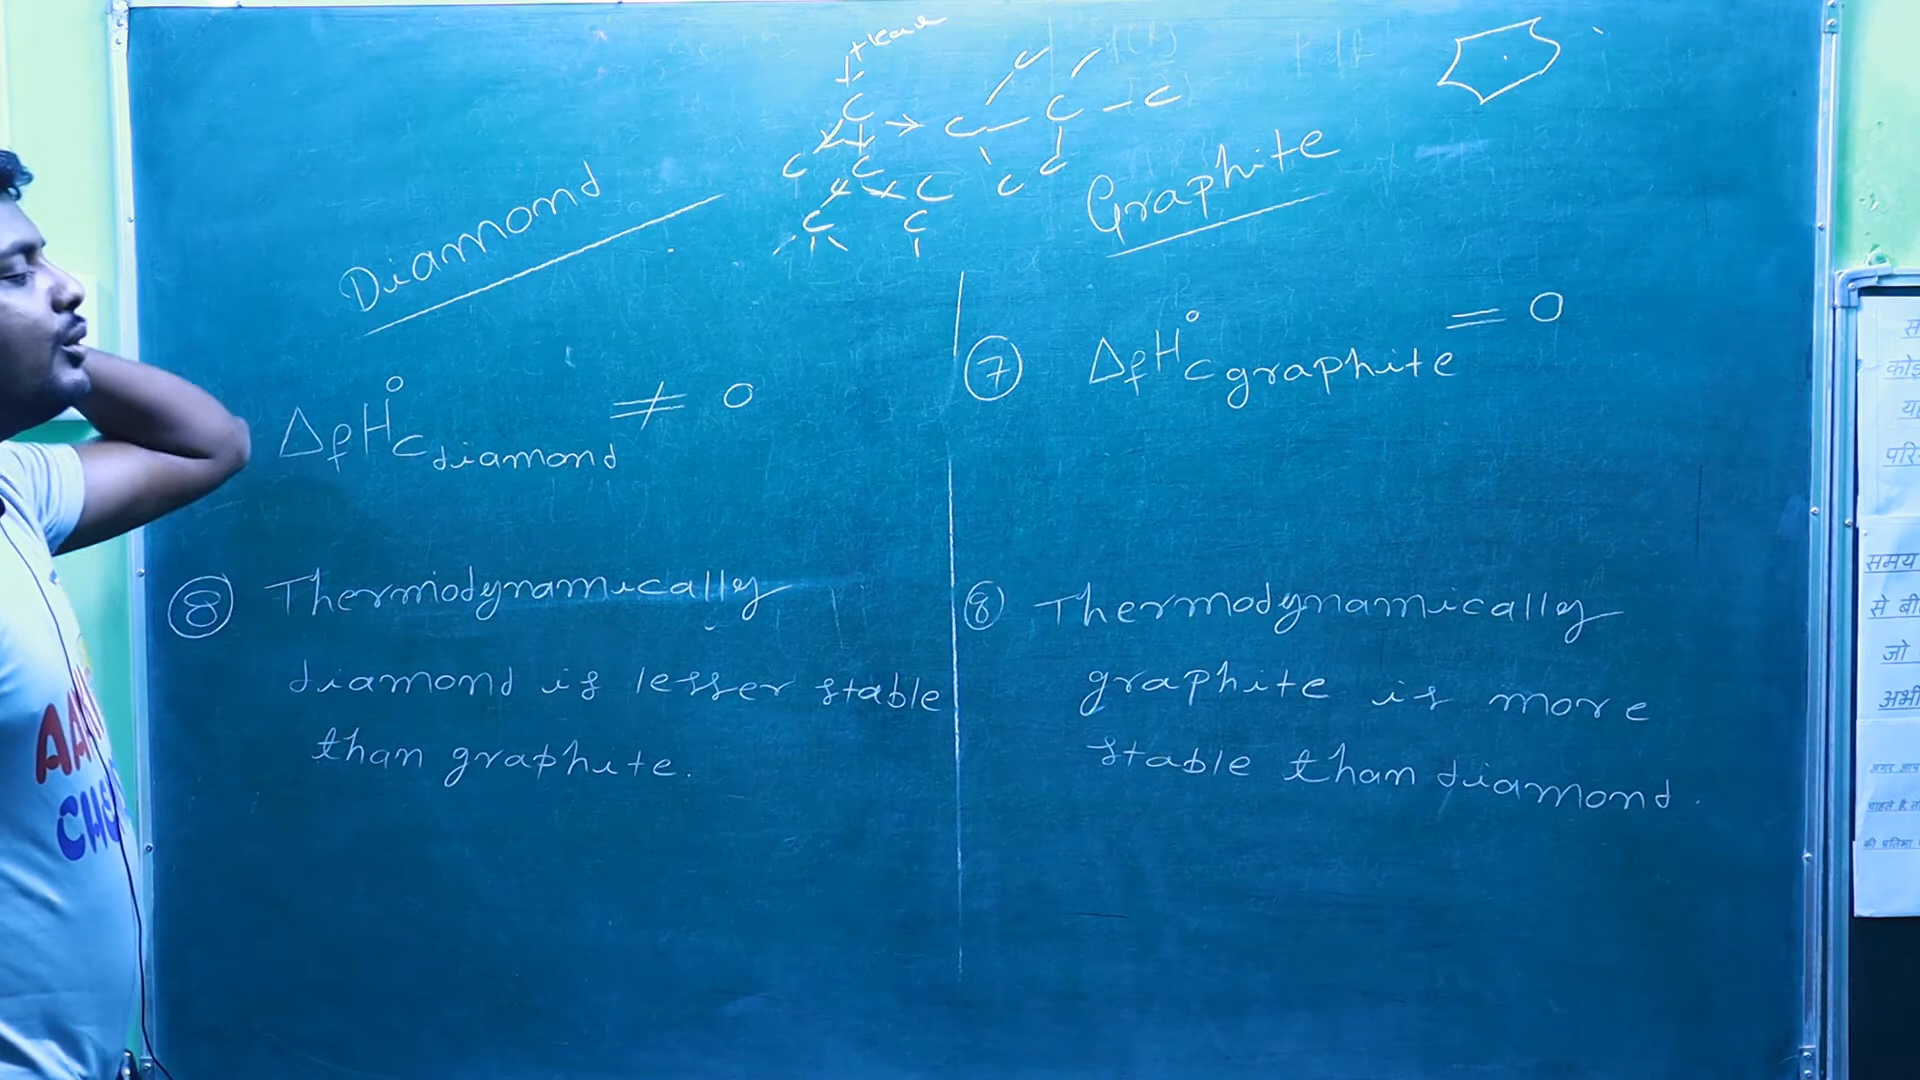 C
C - C - C
C C C C C
C C
Diamond
Graphite
ΔfH°C diamond ≠ 0
⑦ ΔfH°C graphite = 0
⑧ Thermodynamically
diamond is lesser stable
than graphite.
⑧ Thermodynamically
graphite is more
stable than diamond.
समय
से
जो